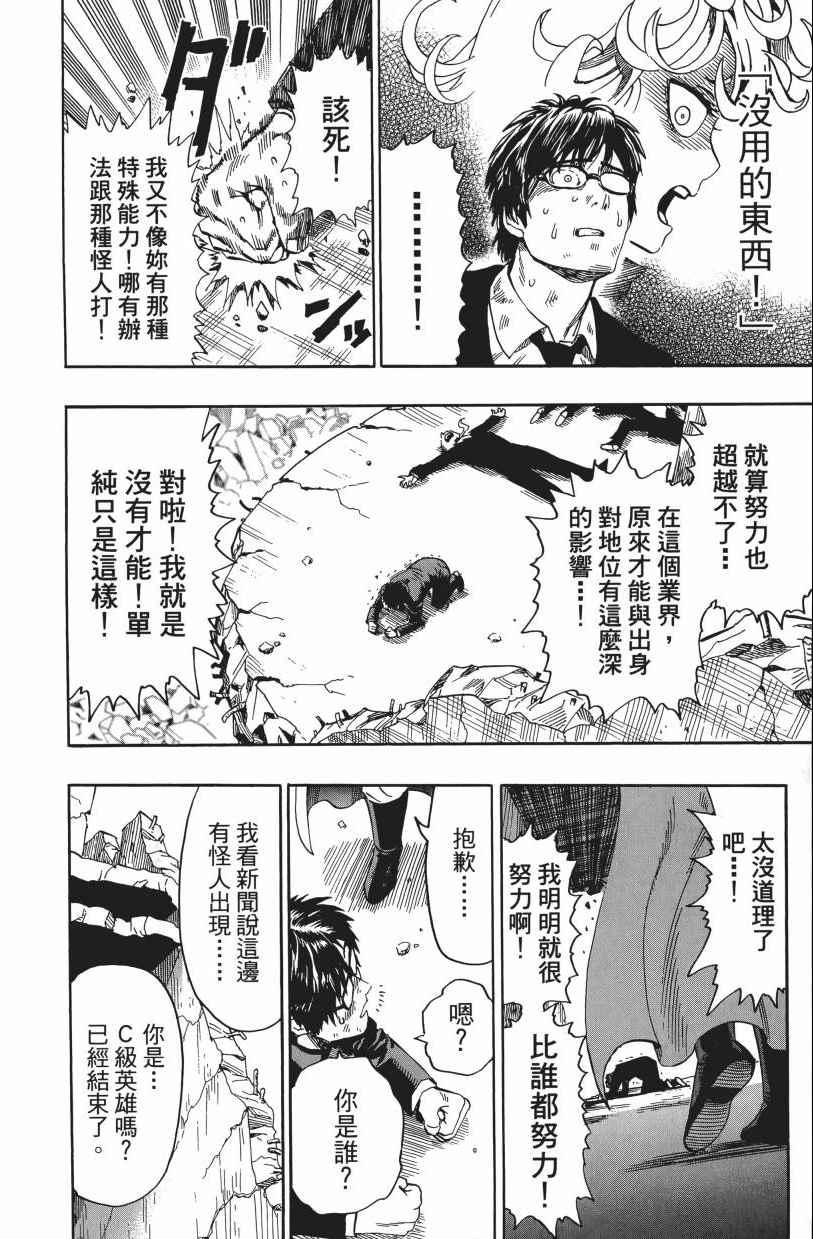 「沒用的東西！」
⋯⋯⋯⋯！
該死！
ダッ
我又不像妳有那種
特殊能力！哪有辦
法跟那種怪人打！
就算努力也
超越不了⋯
在這個業界，
原來才能與出身
對地位有這麼深
的影響⋯！
對啦！我就是
沒有才能！單
純只是這樣！
太沒道理了
吧⋯！
我明明就很
努力啊！
比誰都努力！
抱歉⋯⋯
嗯？
你是誰？
我看新聞說這邊
有怪人出現⋯⋯
你是⋯
C級英雄嗎？
已經結束了。